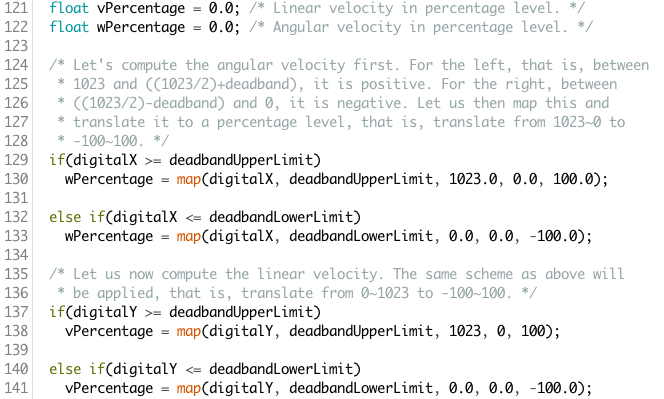 121 float vPercentage = 0.0; /* Linear velocity in percentage level. */
122 float wPercentage = 0.0; /* Angular velocity in percentage level. */
123
124 /* Let's compute the angular velocity first. For the left, that is, between
125 * 1023 and ((1023/2)+deadband), it is positive. For the right, between
126 * ((1023/2)-deadband) and 0, it is negative. Let us then map this and
127 * translate it to a percentage level, that is, translate from 1023~0 to
128 * -100~100. */
129 if(digitalX >= deadbandUpperLimit)
130 wPercentage = map(digitalX, deadbandUpperLimit, 1023.0, 0.0, 100.0);
131
132 else if(digitalX <= deadbandLowerLimit)
133 wPercentage = map(digitalX, deadbandLowerLimit, 0.0, 0.0, -100.0);
134
135 /* Let us now compute the linear velocity. The same scheme as above will
136 * be applied, that is, translate from 0~1023 to -100~100. */
137 if(digitalY >= deadbandUpperLimit)
138 vPercentage = map(digitalY, deadbandUpperLimit, 1023, 0, 100);
139
140 else if(digitalY <= deadbandLowerLimit)
141 vPercentage = map(digitalY, deadbandLowerLimit, 0.0, 0.0, -100.0);